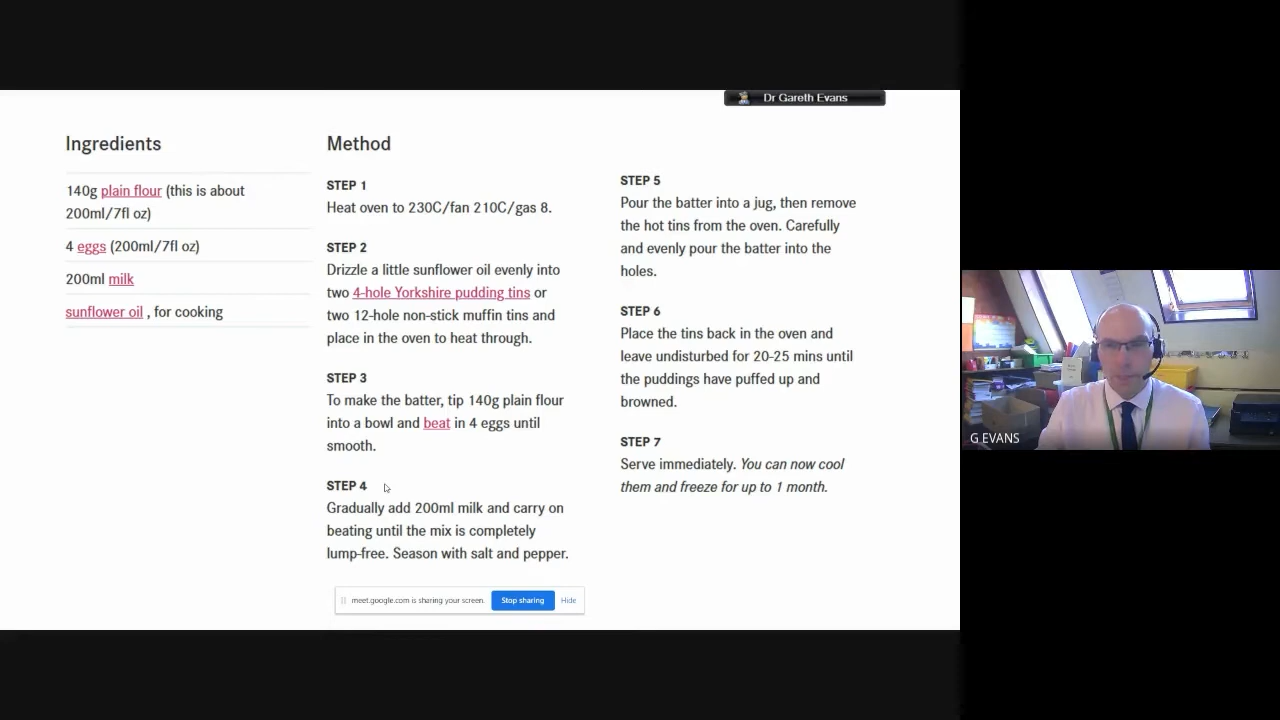 Dr Gareth Evans
Ingredients
140g plain flour (this is about
200ml/7fl oz)
4 eggs (200ml/7fl oz)
200ml milk
sunflower oil , for cooking
Method
STEP 1
Heat oven to 230C/fan 210C/gas 8.
STEP 2
Drizzle a little sunflower oil evenly into
two 4-hole Yorkshire pudding tins or
two 12-hole non-stick muffin tins and
place in the oven to heat through.
STEP 3
To make the batter, tip 140g plain flour
into a bowl and beat in 4 eggs until
smooth.
STEP 4
Gradually add 200ml milk and carry on
beating until the mix is completely
lump-free. Season with salt and pepper.
STEP 5
Pour the batter into a jug, then remove
the hot tins from the oven. Carefully
and evenly pour the batter into the
holes.
STEP 6
Place the tins back in the oven and
leave undisturbed for 20-25 mins until
the puddings have puffed up and
browned.
STEP 7
Serve immediately. You can now cool
them and freeze for up to 1 month.
meet.google.com is sharing your screen. Stop sharing Hide
G EVANS